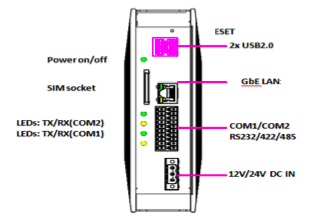 ESET
2x USB2.0
Power on/off
GbE LAN:
SIM socket
LEDs: TX/RX(COM2)
LEDs: TX/RX(COM1)
COM1/COM2
RS232/422/485
12V/24V DC IN